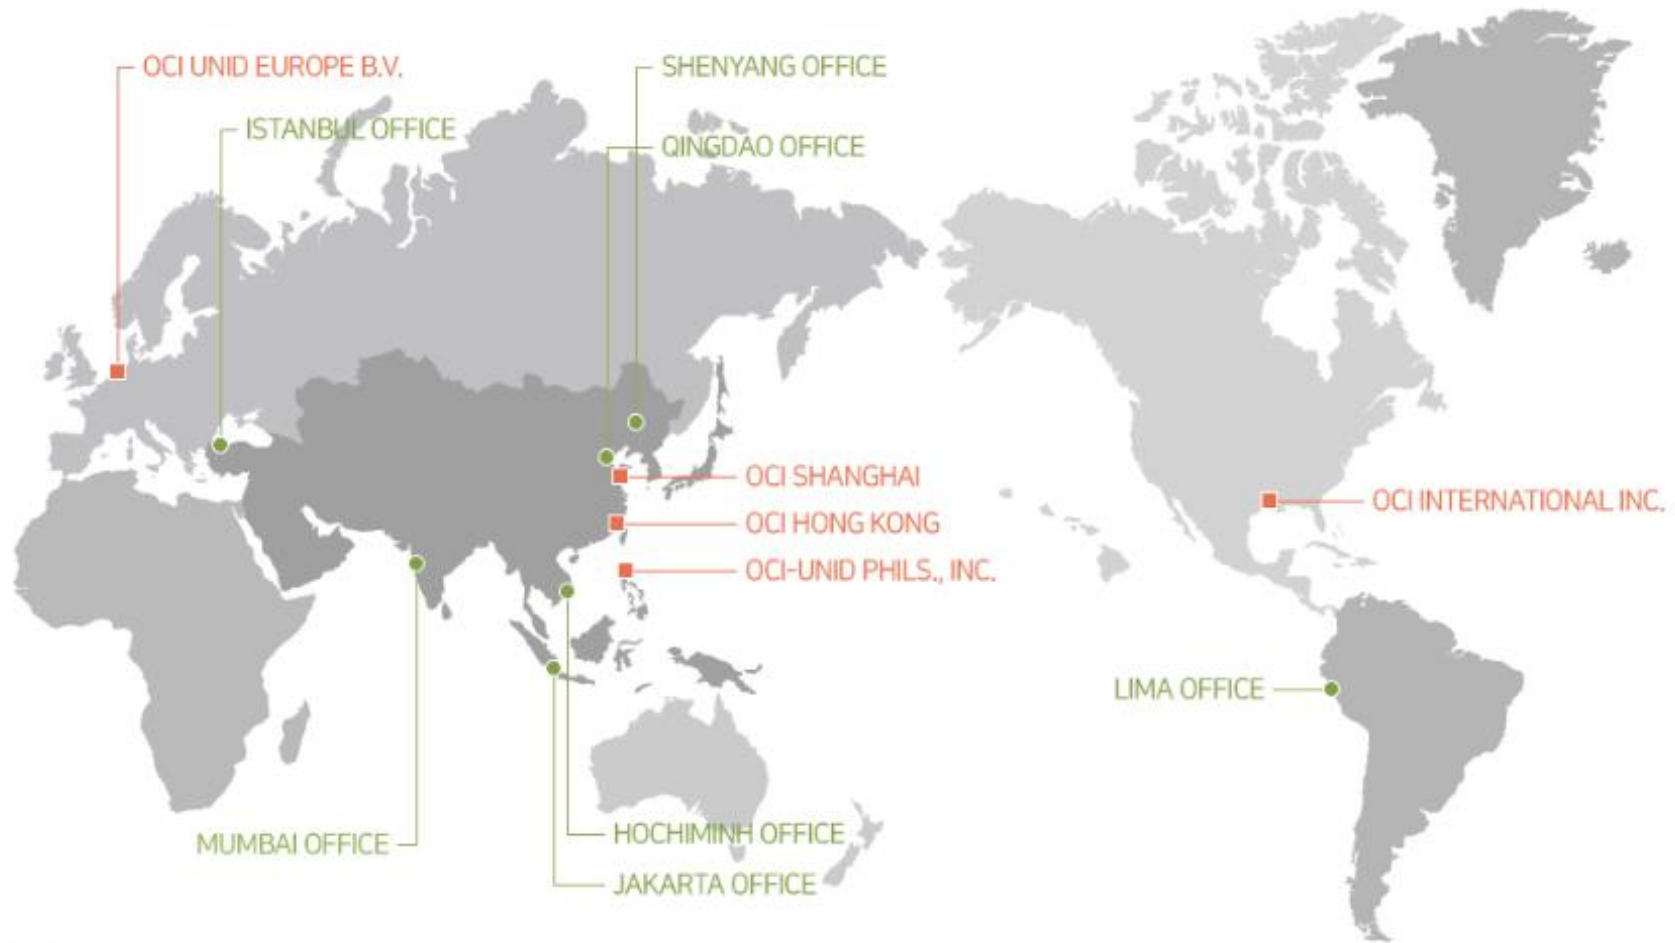 OCI UNID EUROPE B.V.
SHENYANG OFFICE
ISTANBUL OFFICE
QINGDAO OFFICE
OCI SHANGHAI
OCI INTERNATIONAL INC.
OCI HONG KONG
OCI-UNID PHILS., INC.
LIMA OFFICE
HOCHIMINH OFFICE
MUMBAI OFFICE
JAKARTA OFFICE